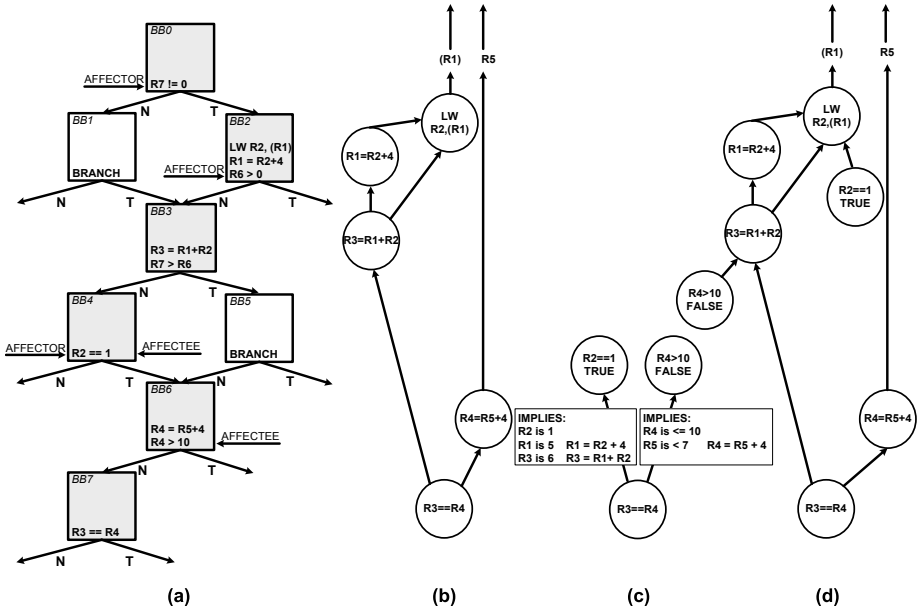 BB0
AFFECTOR
R7 != 0
N
T
BB1
BRANCH
BB2
LW R2, (R1)
R1 = R2+4
R6 > 0
AFFECTOR
N
T
N
T
BB3
R3 = R1+R2
R7 > R6
N
T
BB4
AFFECTOR
R2 == 1
AFFECTEE
BB5
BRANCH
N
T
N
T
BB6
R4 = R5+4
R4 > 10
AFFECTEE
N
T
BB7
R3 == R4
N
T
(a)
(R1)
R5
LW
R2,(R1)
R1=R2+4
R3=R1+R2
R4=R5+4
R3==R4
(b)
R2==1
TRUE
R4>10
FALSE
IMPLIES:
R2 is 1
R1 is 5 R1 = R2 + 4
R3 is 6 R3 = R1+ R2
IMPLIES:
R4 is <= 10
R5 is < 7 R4 = R5 + 4
R3==R4
(c)
(R1)
R5
LW
R2,(R1)
R1=R2+4
R2==1
TRUE
R3=R1+R2
R4>10
FALSE
R4=R5+4
R3==R4
(d)